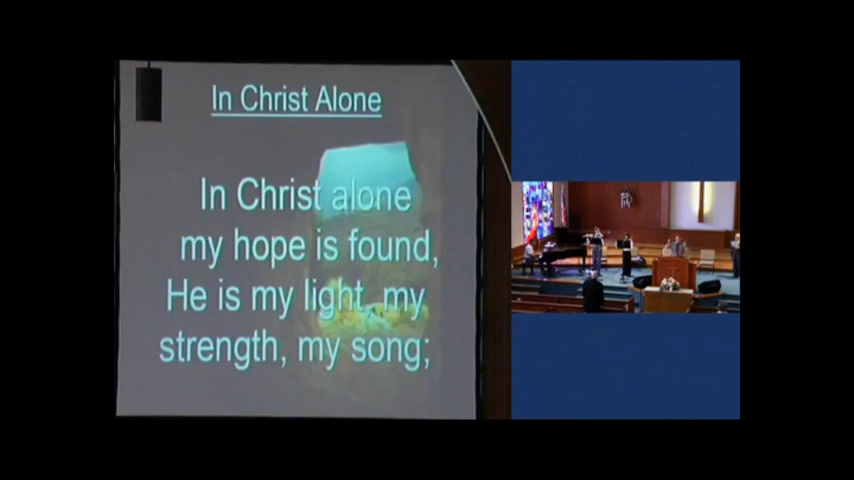 In Christ Alone
In Christ alone
my hope is found,
He is my light, my
strength, my song;